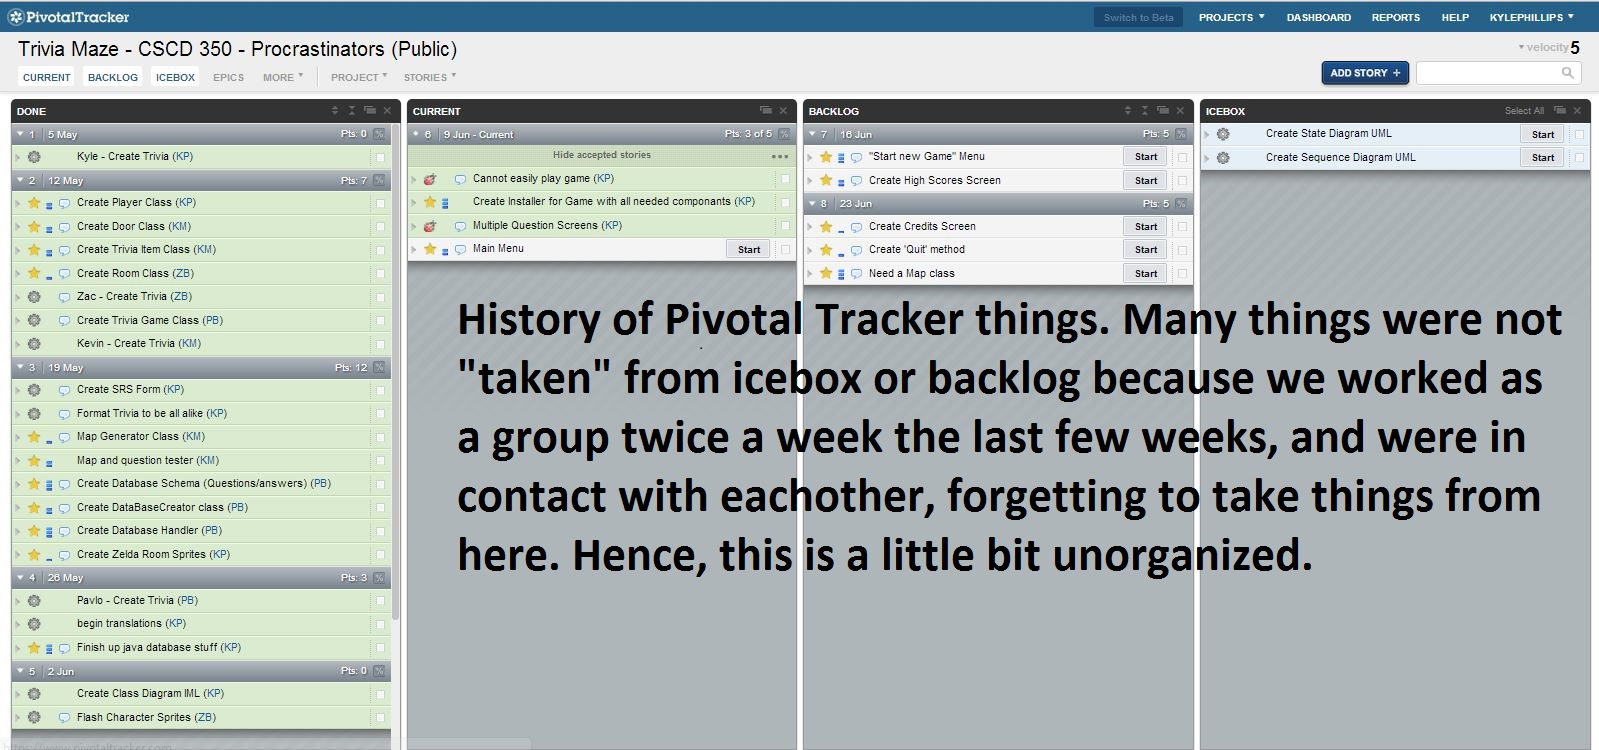 PivotalTracker
Switch to Beta PROJECTS DASHBOARD REPORTS HELP KYLEPHILLIPS
Trivia Maze - CSCD 350 - Procrastinators (Public)
velocity 5
CURRENT BACKLOG ICEBOX EPICS MORE PROJECT STORIES
ADD STORY +
DONE
1 5 May Pts: 0 %
Kyle - Create Trivia (KP)
2 12 May Pts: 7 %
Create Player Class (KP)
Create Door Class (KM)
Create Trivia Item Class (KM)
Create Room Class (ZB)
Zac - Create Trivia (ZB)
Create Trivia Game Class (PB)
Kevin - Create Trivia (KM)
3 19 May Pts: 12 %
Create SRS Form (KP)
Format Trivia to be all alike (KP)
Map Generator Class (KM)
Map and question tester (KM)
Create Database Schema (Questions/answers) (PB)
Create DataBaseCreator class (PB)
Create Database Handler (PB)
Create Zelda Room Sprites (KP)
4 26 May Pts: 3 %
Pavlo - Create Trivia (PB)
begin translations (KP)
Finish up java database stuff (KP)
5 2 Jun Pts: 0 %
Create Class Diagram IML (KP)
Flash Character Sprites (ZB)
https://www.pivotaltracker.com
CURRENT
6 9 Jun - Current Pts: 3 of 5 %
Hide accepted stories
Cannot easily play game (KP)
Create Installer for Game with all needed componants (KP)
Multiple Question Screens (KP)
Main Menu Start
BACKLOG
7 16 Jun Pts: 5 %
"Start new Game" Menu Start
Create High Scores Screen Start
8 23 Jun Pts: 5 %
Create Credits Screen Start
Create 'Quit' method Start
Need a Map class Start
ICEBOX Select All
Create State Diagram UML Start
Create Sequence Diagram UML Start
History of Pivotal Tracker things. Many things were not
"taken" from icebox or backlog because we worked as
a group twice a week the last few weeks, and were in
contact with eachother, forgetting to take things from
here. Hence, this is a little bit unorganized.